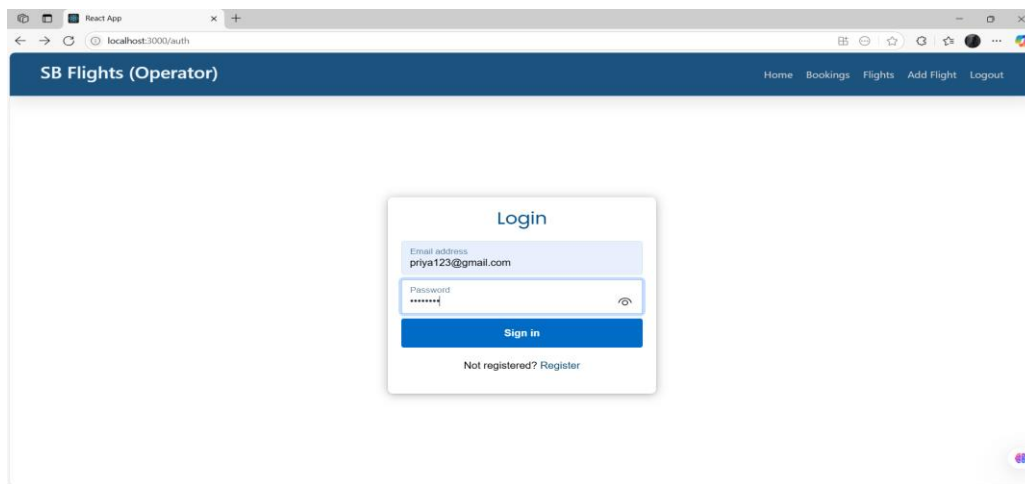 React App
localhost:3000/auth
SB Flights (Operator)
Home Bookings Flights Add Flight Logout
Login
Email address
priya123@gmail.com
Password
Sign in
Not registered? Register